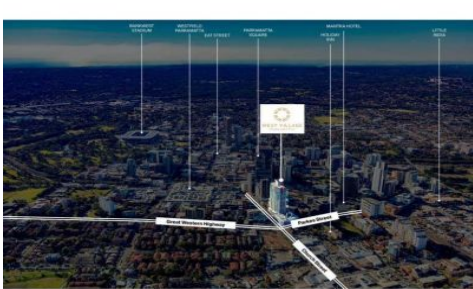 BANKWEST
STADIUM
WESTFIELD
PARRAMATTA
EAT STREET
PARRAMATTA
SQUARE
MANTRA HOTEL
HOLIDAY
INN
LITTLE
INDIA
WEST VILLAGE
Great Western Highway
Parkes Street